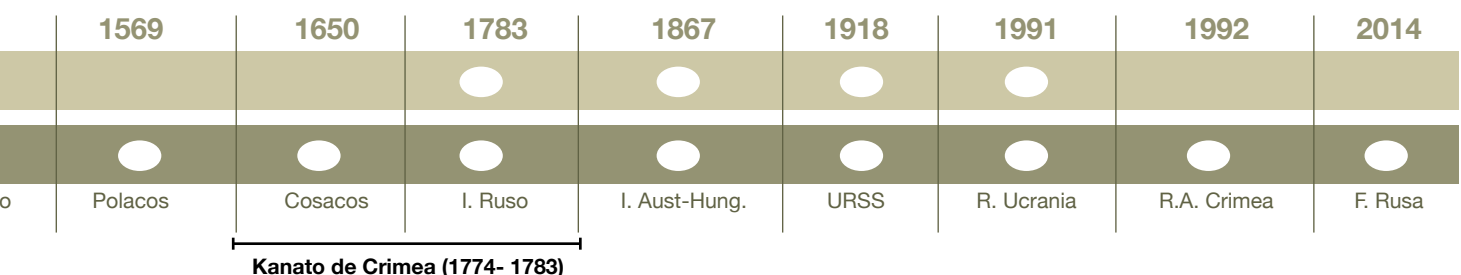 1569 1650 1783 1867 1918 1991 1992 2014
o Polacos Cosacos I. Ruso I. Aust-Hung. URSS R. Ucrania R.A. Crimea F. Rusa
Kanato de Crimea (1774- 1783)